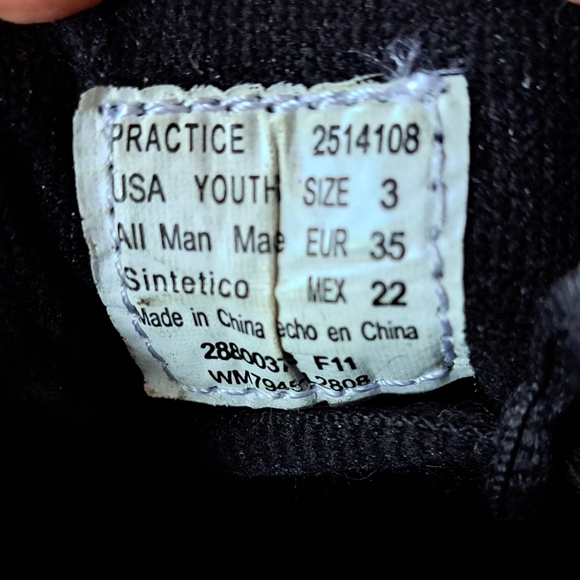 PRACTICE 2514108
USA YOUTH SIZE 3
All Man Mae EUR 35
Sintetico MEX 22
Made in China echo en China
F11